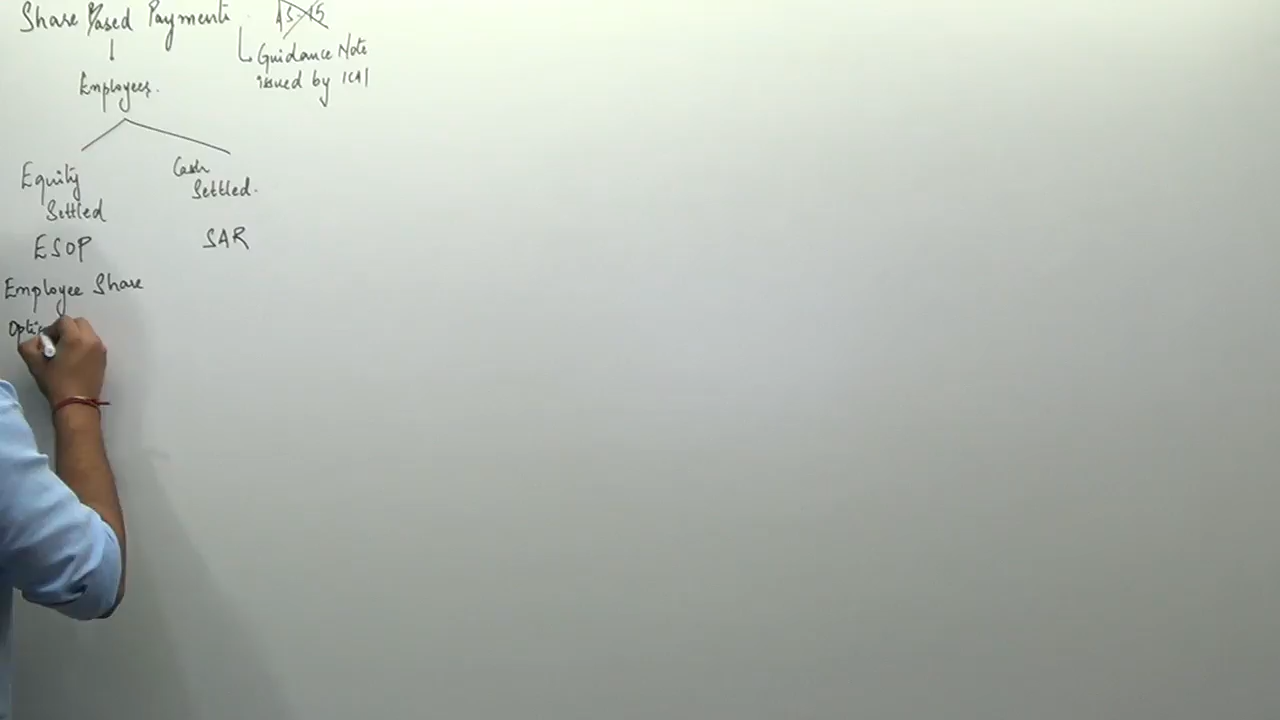 Share Based Payments
AS-15
Guidance Note
issued by ICAI
Employees.
Equity
Settled
Cash
Settled.
ESOP
SAR
Employee Share
Opti